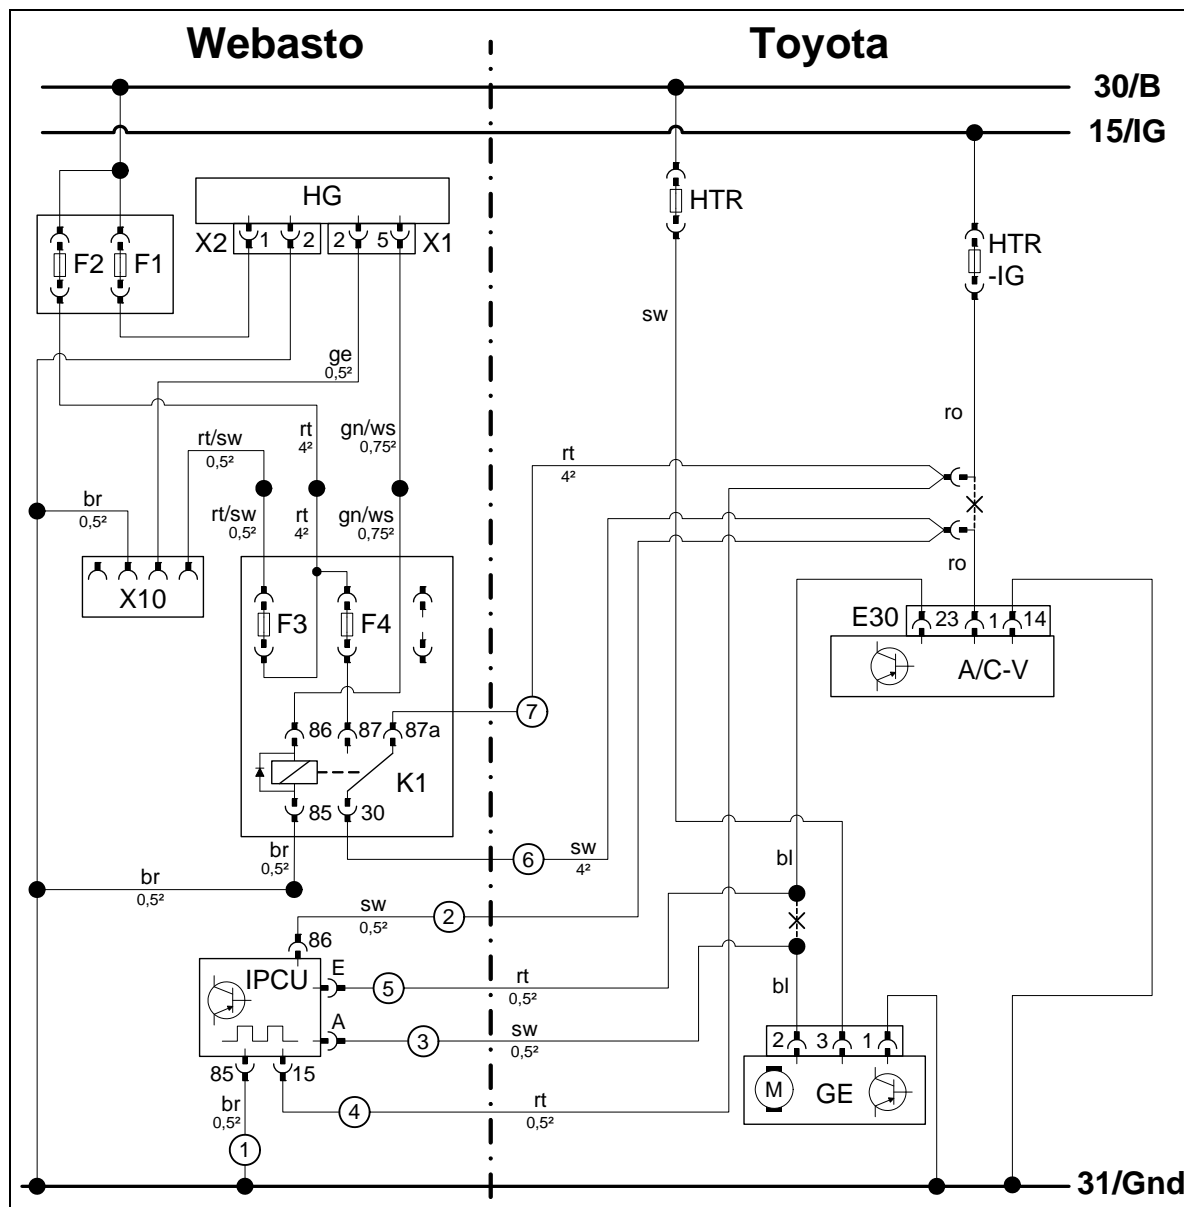 Webasto
Toyota
30/B
15/IG
HG
HTR
X2 1 2 2 5 X1
HTR
-IG
F2 F1
sw
ge
0,5²
ro
rt/sw
0,5²
rt
4²
gn/ws
0,75²
rt
4²
br
0,5²
rt/sw
0,5²
rt
4²
gn/ws
0,75²
ro
X10
F3 F4
E30 23 1 14
A/C-V
7
86 87 87a
K1
85 30
br
0,5²
6
sw
4²
bl
br
0,5²
sw
0,5²
2
86
IPCU
E
5
rt
0,5²
bl
A
3
sw
0,5²
2 3 1
85 15
M
GE
br
0,5²
4
rt
0,5²
1
31/Gnd